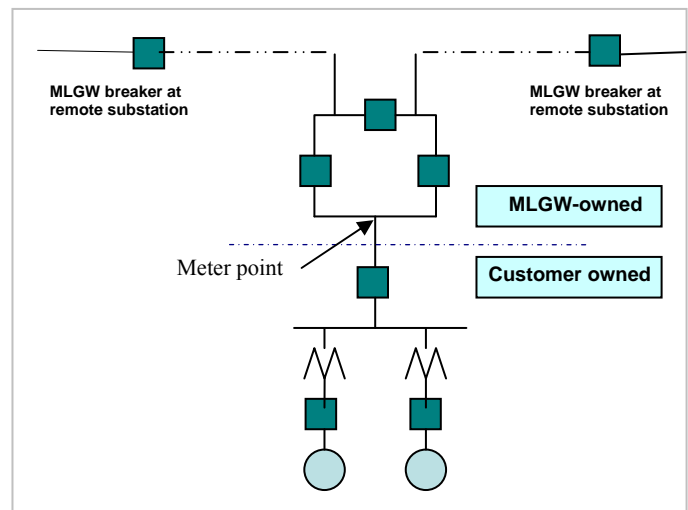 MLGW breaker at
remote substation
MLGW breaker at
remote substation
MLGW-owned
Meter point
Customer owned